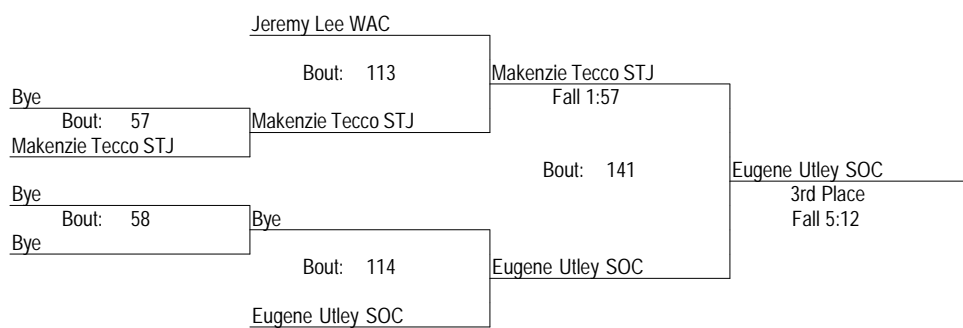 Jeremy Lee WAC
Bout: 113
Makenzie Tecco STJ
Fall 1:57
Bye
Bout: 57
Makenzie Tecco STJ
Makenzie Tecco STJ
Bout: 141
Eugene Utley SOC
3rd Place
Fall 5:12
Bye
Bout: 58
Bye
Bye
Bout: 114
Eugene Utley SOC
Eugene Utley SOC